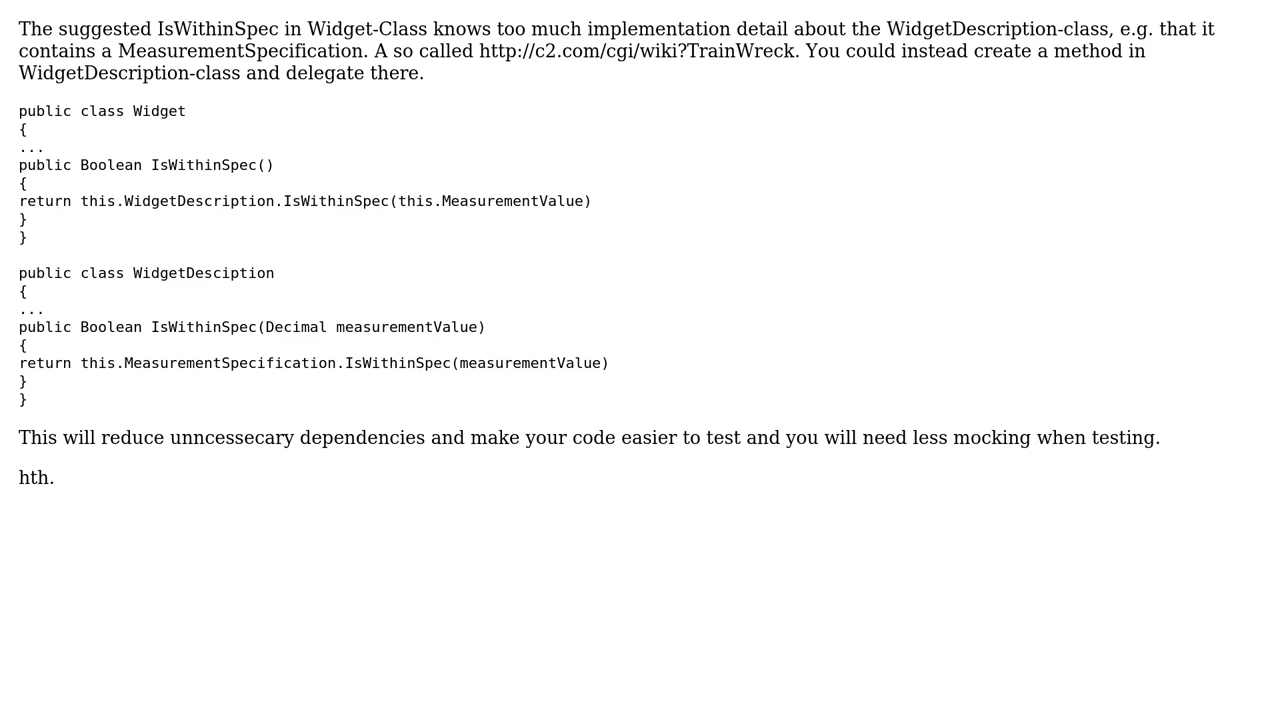 The suggested IsWithinSpec in Widget-Class knows too much implementation detail about the WidgetDescription-class, e.g. that it
contains a MeasurementSpecification. A so called http://c2.com/cgi/wiki?TrainWreck. You could instead create a method in
WidgetDescription-class and delegate there.
public class Widget
{
...
public Boolean IsWithinSpec()
{
return this.WidgetDescription.IsWithinSpec(this.MeasurementValue)
}
}
public class WidgetDesciption
{
...
public Boolean IsWithinSpec(Decimal measurementValue)
{
return this.MeasurementSpecification.IsWithinSpec(measurementValue)
}
}
This will reduce unncessecary dependencies and make your code easier to test and you will need less mocking when testing.
hth.